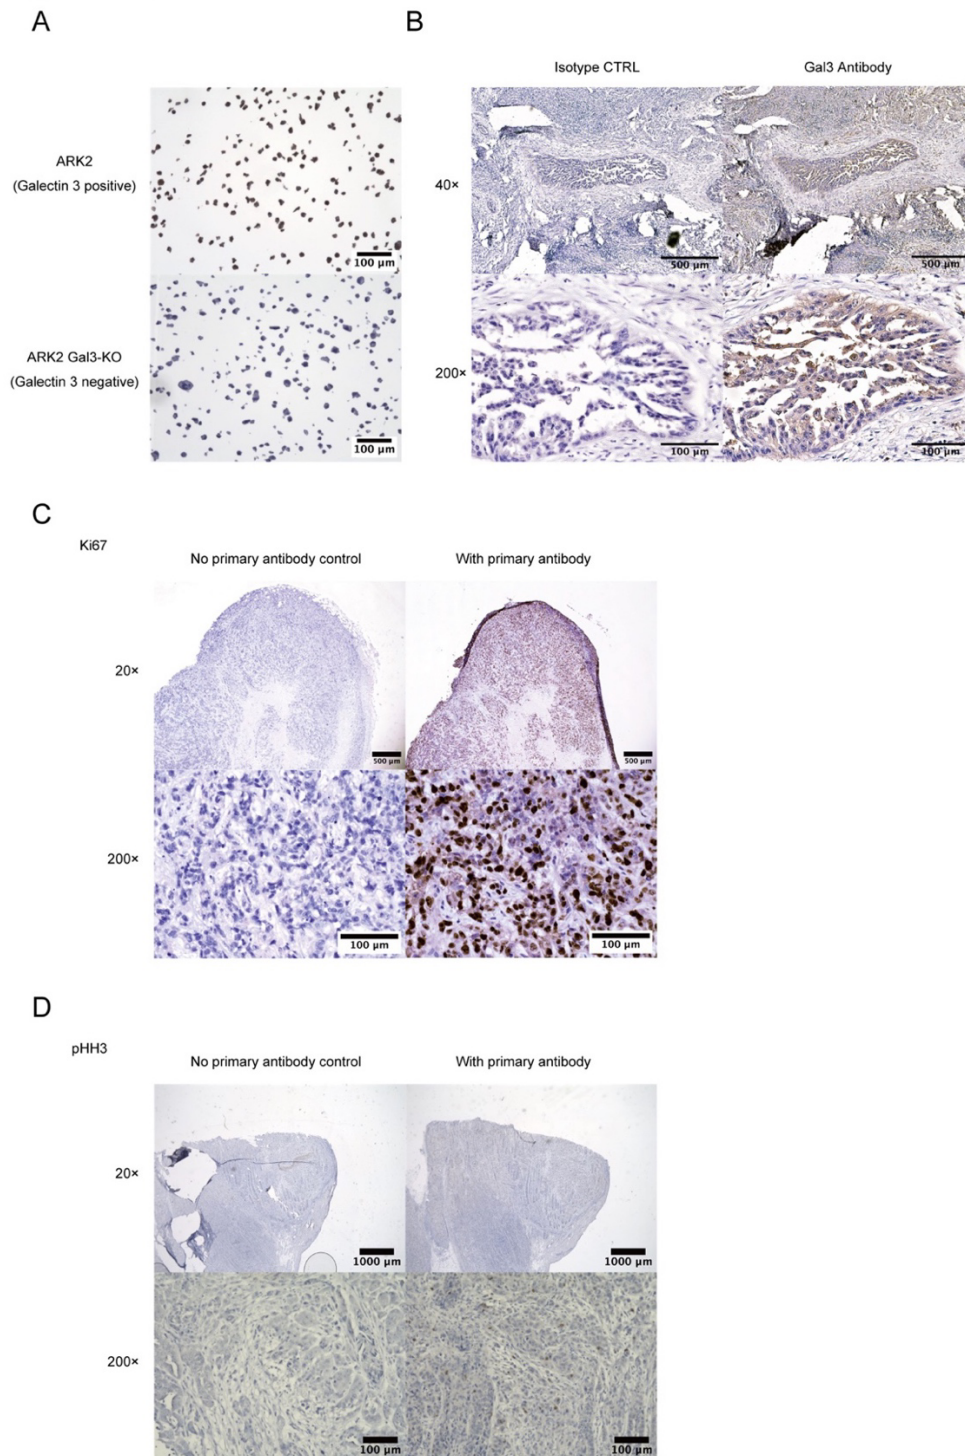 A
ARK2
(Galectin 3 positive)
100 µm
ARK2 Gal3-KO
(Galectin 3 negative)
100 µm
B
Isotype CTRL
Gal3 Antibody
40×
500 µm
500 µm
200×
100 µm
100 µm
C
Ki67
No primary antibody control
With primary antibody
20×
500 µm
500 µm
200×
100 µm
100 µm
D
pHH3
No primary antibody control
With primary antibody
20×
1000 µm
1000 µm
200×
100 µm
100 µm